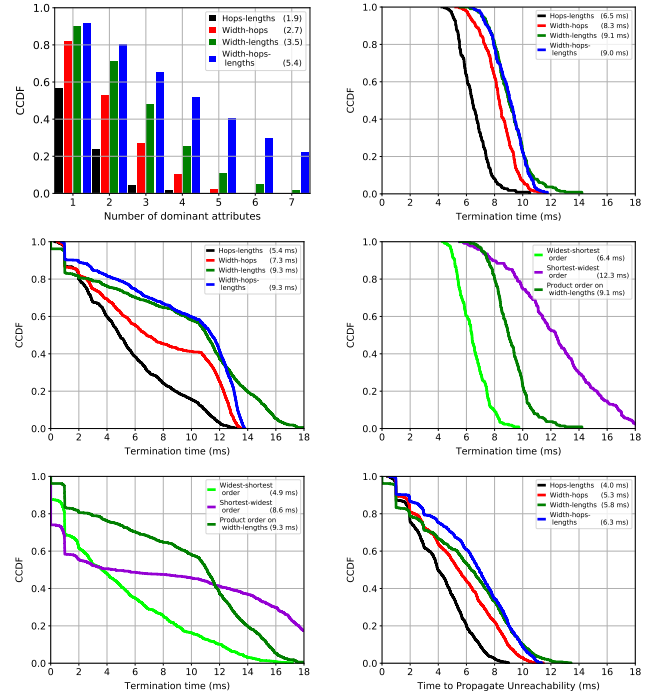 1.0
0.8
0.6
0.4
0.2
0.0
CCDF
Hops-lengths (1.9)
Width-hops (2.7)
Width-lengths (3.5)
Width-hops-
lengths (5.4)
1 2 3 4 5 6 7
Number of dominant attributes
1.0
0.8
0.6
0.4
0.2
0.0
CCDF
Hops-lengths (6.5 ms)
Width-hops (8.3 ms)
Width-lengths (9.1 ms)
Width-hops-
lengths (9.0 ms)
0 2 4 6 8 10 12 14 16 18
Termination time (ms)
1.0
0.8
0.6
0.4
0.2
0.0
CCDF
Hops-lengths (5.4 ms)
Width-hops (7.3 ms)
Width-lengths (9.3 ms)
Width-hops-
lengths (9.3 ms)
0 2 4 6 8 10 12 14 16 18
Termination time (ms)
1.0
0.8
0.6
0.4
0.2
0.0
CCDF
Widest-shortest
order (6.4 ms)
Shortest-widest
order (12.3 ms)
Product order on
width-lengths (9.1 ms)
0 2 4 6 8 10 12 14 16 18
Termination time (ms)
1.0
0.8
0.6
0.4
0.2
0.0
CCDF
Widest-shortest
order (4.9 ms)
Shortest-widest
order (8.6 ms)
Product order on
width-lengths (9.3 ms)
0 2 4 6 8 10 12 14 16 18
Termination time (ms)
1.0
0.8
0.6
0.4
0.2
0.0
CCDF
Hops-lengths (4.0 ms)
Width-hops (5.3 ms)
Width-lengths (5.8 ms)
Width-hops-
lengths (6.3 ms)
0 2 4 6 8 10 12 14 16 18
Time to Propagate Unreachability (ms)